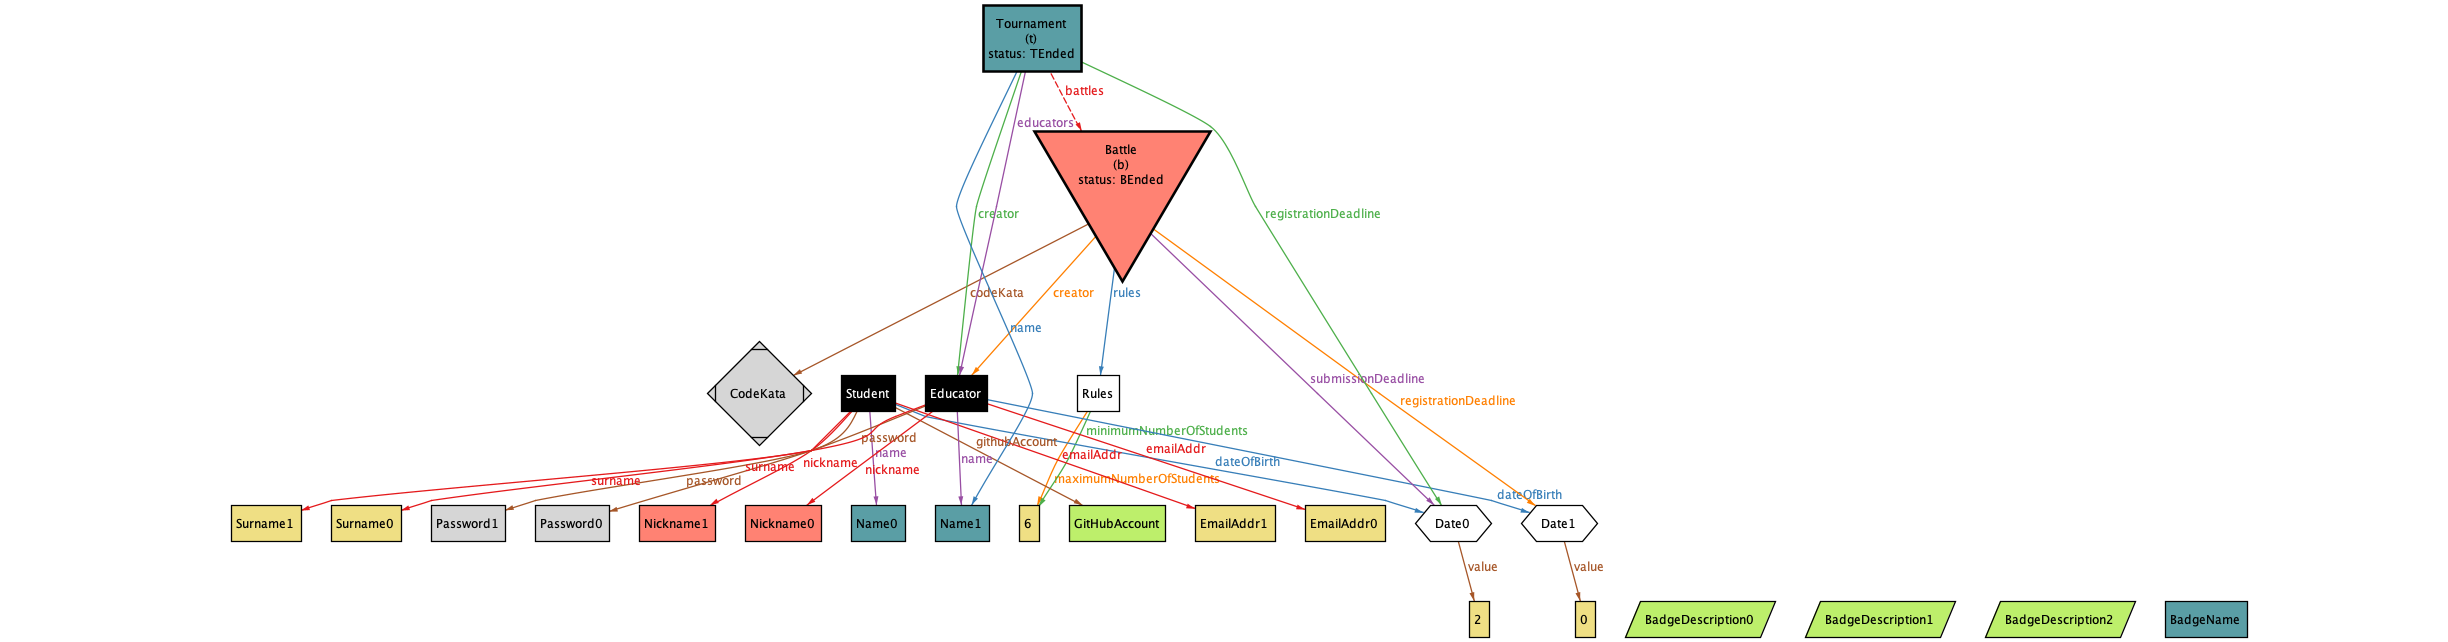 Tournament
(t)
status: TEnded
battles
educators
Battle
(b)
status: BEnded
creator
registrationDeadline
codeKata
creator
rules
name
submissionDeadline
CodeKata
Student
Educator
Rules
registrationDeadline
minimumNumberOfStudents
password
githubAccount
name
emailAddr
emailAddr
surname
nickname
name
dateOfBirth
nickname
surname
password
maximumNumberOfStudents
dateOfBirth
Surname1
Surname0
Password1
Password0
Nickname1
Nickname0
Name0
Name1
6
GitHubAccount
EmailAddr1
EmailAddr0
Date0
Date1
value
value
2
0
BadgeDescription0
BadgeDescription1
BadgeDescription2
BadgeName